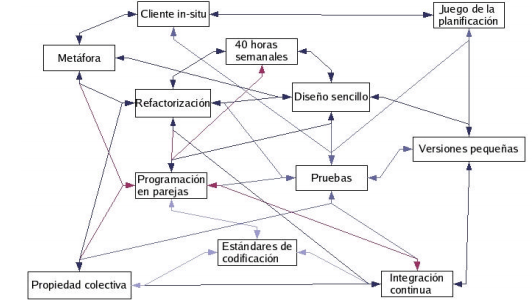 Cliente in-situ
Juego de la
planificación
40 horas
semanales
Metáfora
Refactorización
Diseño sencillo
Versiones pequeñas
Programación
en parejas
Pruebas
Estándares de
codificación
Propiedad colectiva
Integración
contínua